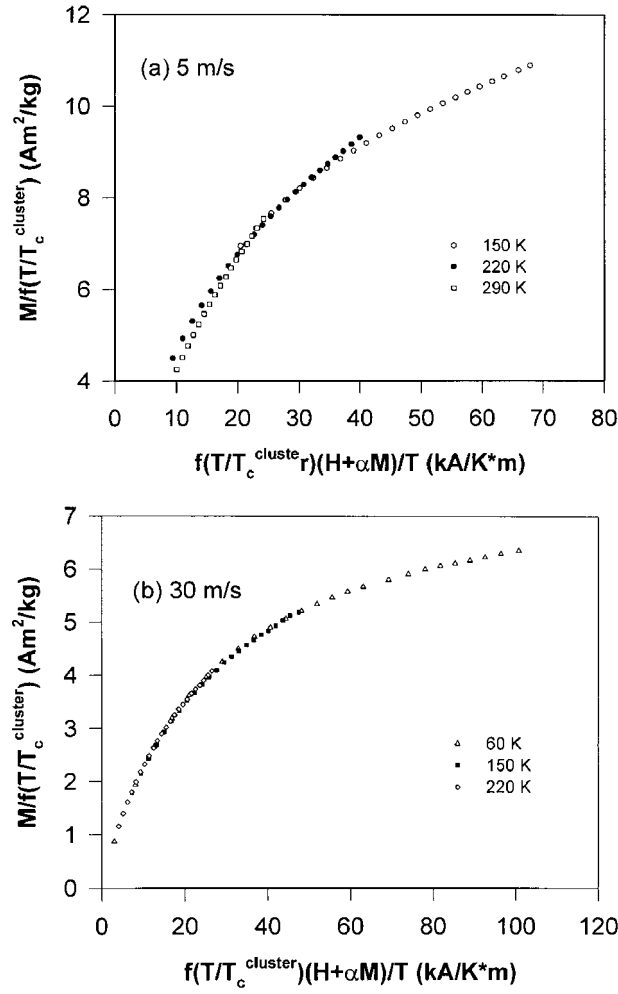 12
10
8
6
4
(a) 5 m/s
150 K
220 K
290 K
M/f(T/T_c^cluster) (Am²/kg)
0 10 20 30 40 50 60 70 80
f(T/T_c^cluste r)(H+αM)/T (kA/K*m)
7
6
5
4
3
2
1
0
(b) 30 m/s
60 K
150 K
220 K
M/f(T/T_c^cluster) (Am²/kg)
0 20 40 60 80 100 120
f(T/T_c^cluster)(H+αM)/T (kA/K*m)